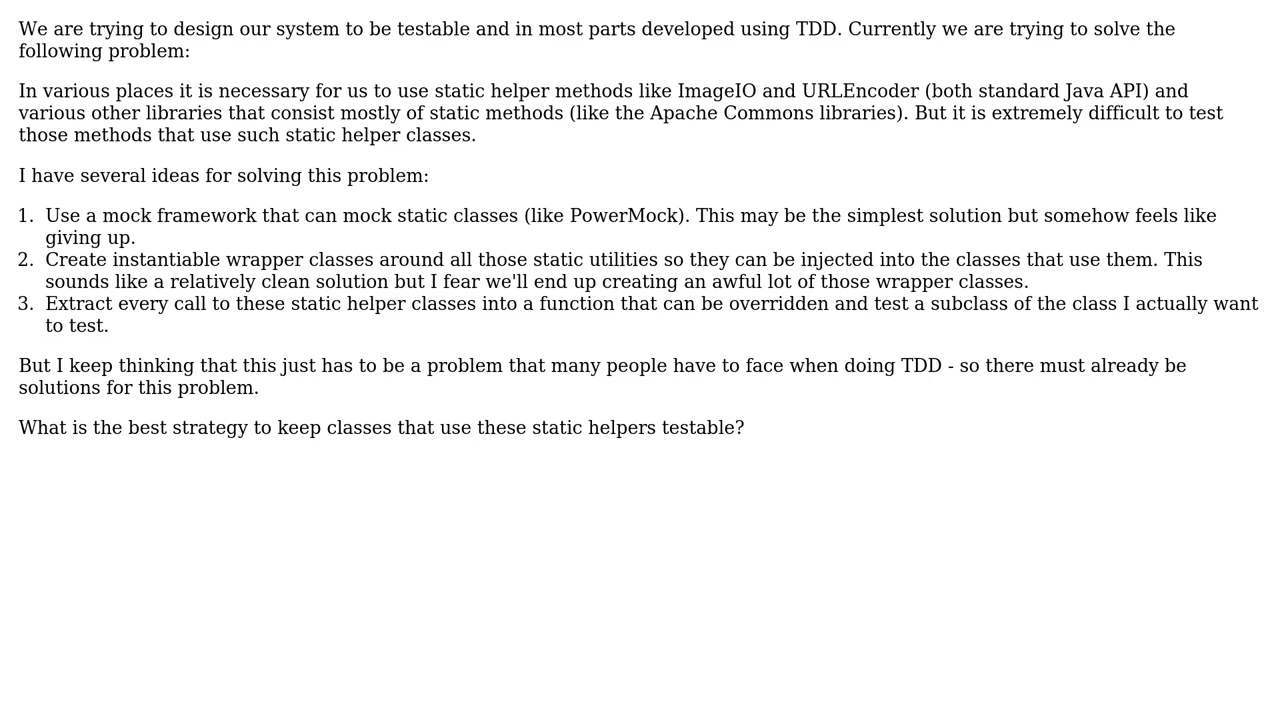 We are trying to design our system to be testable and in most parts developed using TDD. Currently we are trying to solve the
following problem:
In various places it is necessary for us to use static helper methods like ImageIO and URLEncoder (both standard Java API) and
various other libraries that consist mostly of static methods (like the Apache Commons libraries). But it is extremely difficult to test
those methods that use such static helper classes.
I have several ideas for solving this problem:
1. Use a mock framework that can mock static classes (like PowerMock). This may be the simplest solution but somehow feels like
giving up.
2. Create instantiable wrapper classes around all those static utilities so they can be injected into the classes that use them. This
sounds like a relatively clean solution but I fear we'll end up creating an awful lot of those wrapper classes.
3. Extract every call to these static helper classes into a function that can be overridden and test a subclass of the class I actually want
to test.
But I keep thinking that this just has to be a problem that many people have to face when doing TDD - so there must already be
solutions for this problem.
What is the best strategy to keep classes that use these static helpers testable?